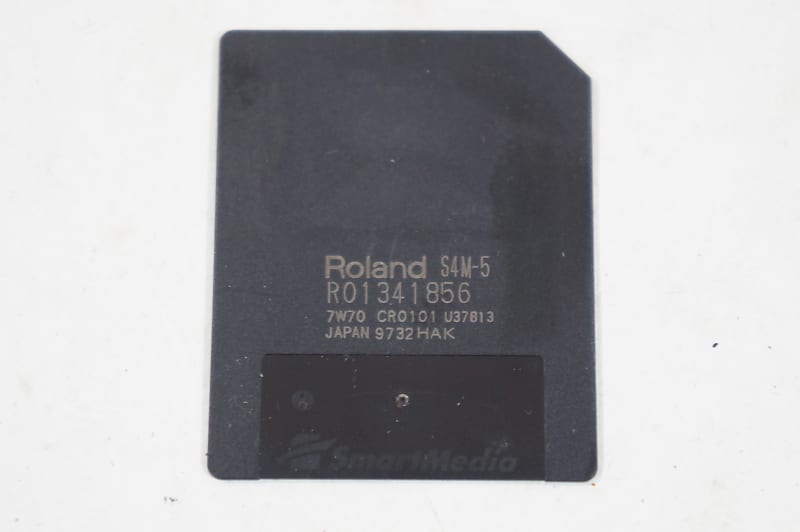 Roland S4M-5
R01341856
7W70 CR0101 U37813
JAPAN 9732HAK
SmartMedia